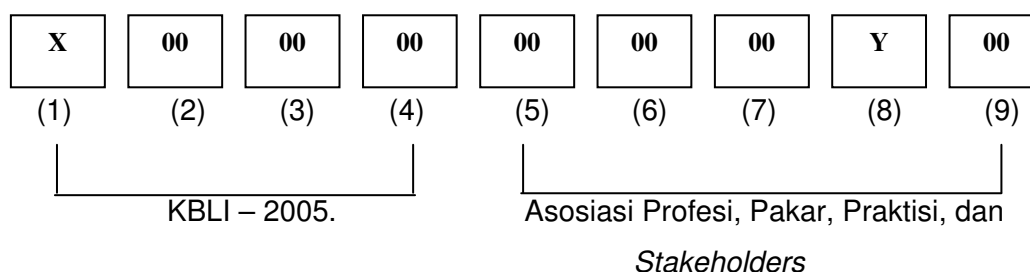 X 00 00 00 00 00 00 Y 00
(1) (2) (3) (4) (5) (6) (7) (8) (9)
KBLI – 2005. Asosiasi Profesi, Pakar, Praktisi, dan
Stakeholders